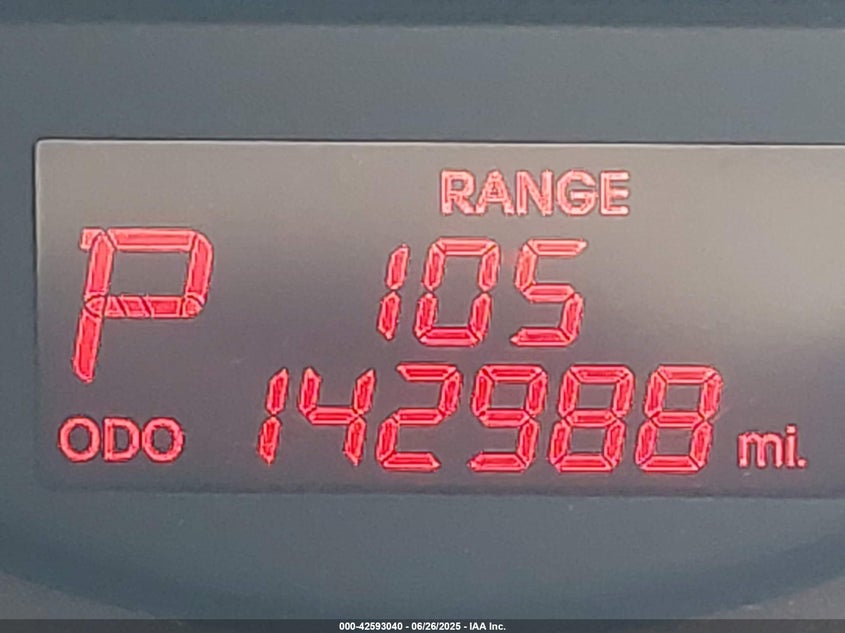 RANGE
P 105
ODO 142988 mi.
000-42593040 - 06/26/2025 - IAA Inc.